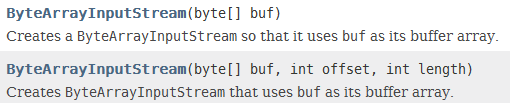 ByteArrayInputStream(byte[] buf)
Creates a ByteArrayInputStream so that it uses buf as its buffer array.
ByteArrayInputStream(byte[] buf, int offset, int length)
Creates ByteArrayInputStream that uses buf as its buffer array.